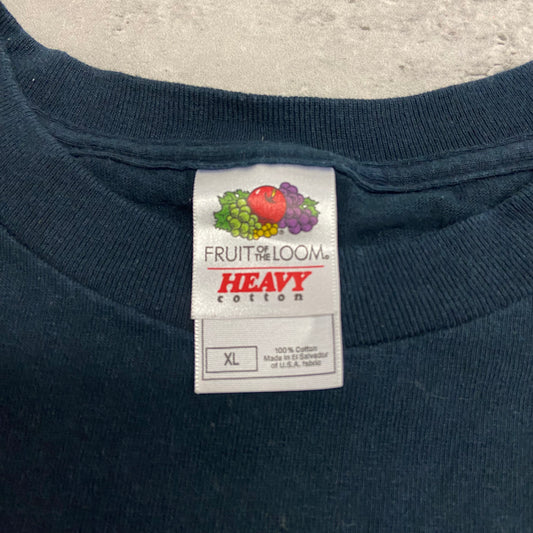 FRUIT OF THE LOOM®
HEAVY
cotton
XL
100% Cotton
Made in El Salvador
of U.S.A. fabric